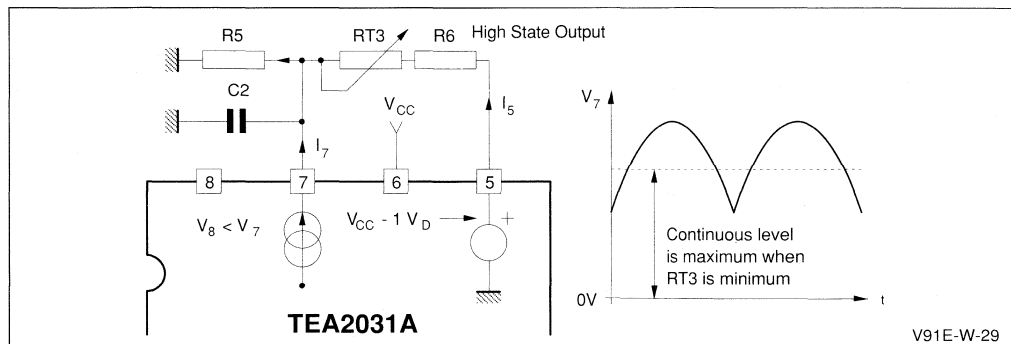 R5
RT3
R6
High State Output
C2
VCC
I5
I7
8
7
6
5
V8 < V7
VCC - 1 VD
+
TEA2031A
V7
Continuous level
is maximum when
RT3 is minimum
0V
t
V91E-W-29